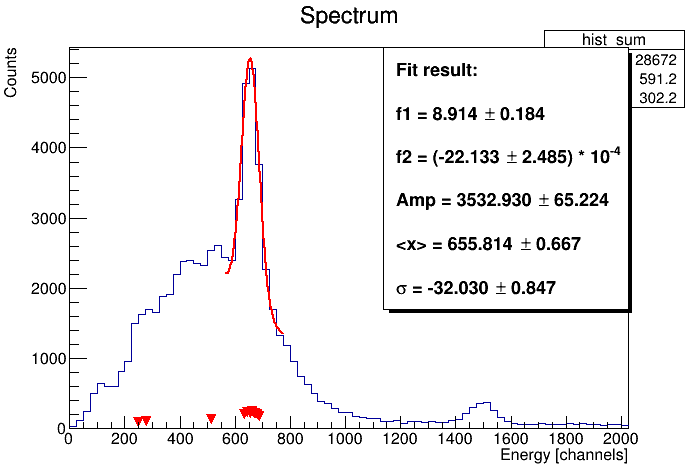 Spectrum
hist_sum
28672
591.2
302.2
Fit result:
f1 = 8.914 ± 0.184
f2 = (-22.133 ± 2.485) * 10^-4
Amp = 3532.930 ± 65.224
<x> = 655.814 ± 0.667
σ = -32.030 ± 0.847
Counts
5000
4000
3000
2000
1000
0
0 200 400 600 800 1000 1200 1400 1600 1800 2000
Energy [channels]